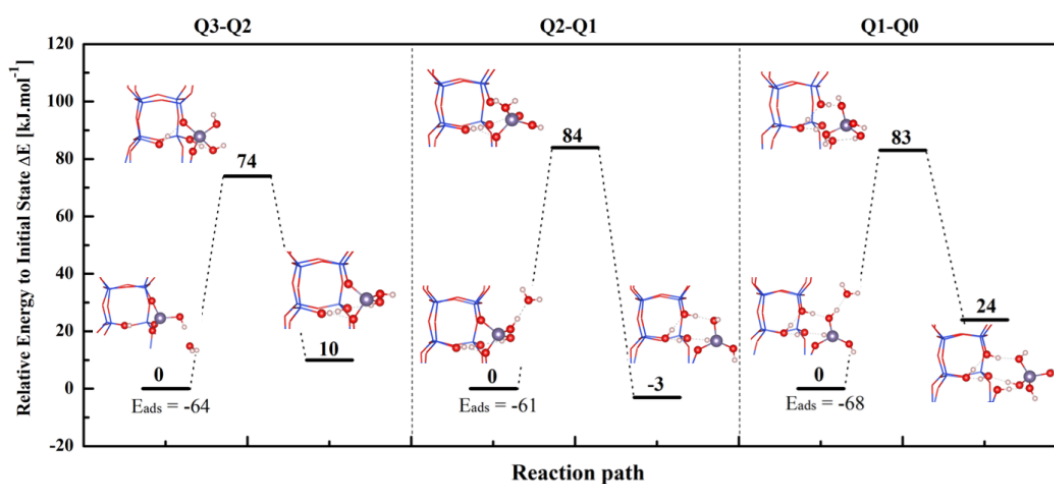 Q3-Q2
Q2-Q1
Q1-Q0
Relative Energy to Initial State ΔE [kJ.mol⁻¹]
120
100
80
60
40
20
0
-20
74
84
83
10
-3
24
0
0
0
Eads = -64
Eads = -61
Eads = -68
Reaction path